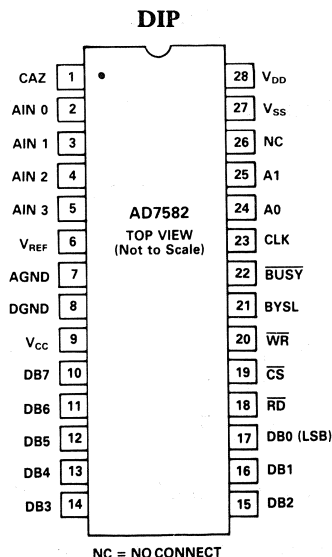 DIP
CAZ 1
AIN 0 2
AIN 1 3
AIN 2 4
AIN 3 5
VREF 6
AGND 7
DGND 8
VCC 9
DB7 10
DB6 11
DB5 12
DB4 13
DB3 14
AD7582
TOP VIEW
(Not to Scale)
28 VDD
27 VSS
26 NC
25 A1
24 A0
23 CLK
22 BUSY
21 BYSL
20 WR
19 CS
18 RD
17 DB0 (LSB)
16 DB1
15 DB2
NC = NO CONNECT